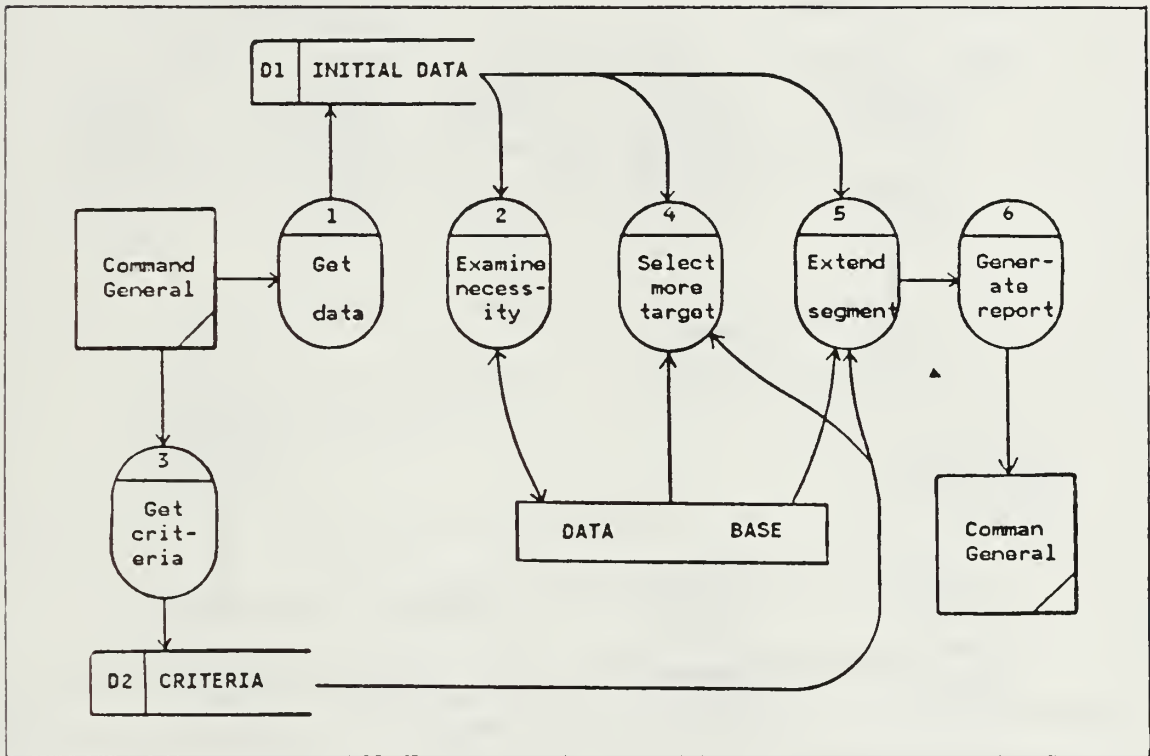 D1 INITIAL DATA
1
Get
data
2
Examine
necess-
ity
4
Select
more
target
5
Extend
segment
6
Gener-
ate
report
Command
General
3
Get
crit-
eria
DATA BASE
Comman
General
D2 CRITERIA